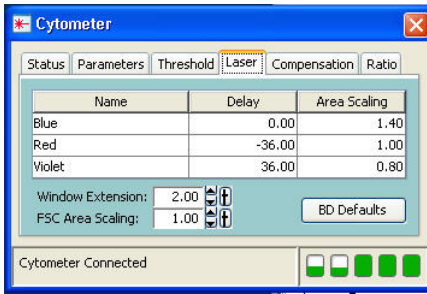 Cytometer
Status Parameters Threshold Laser Compensation Ratio
Name Delay Area Scaling
Blue 0.00 1.40
Red -36.00 1.00
Violet 36.00 0.80
Window Extension: 2.00
FSC Area Scaling: 1.00 BD Defaults
Cytometer Connected